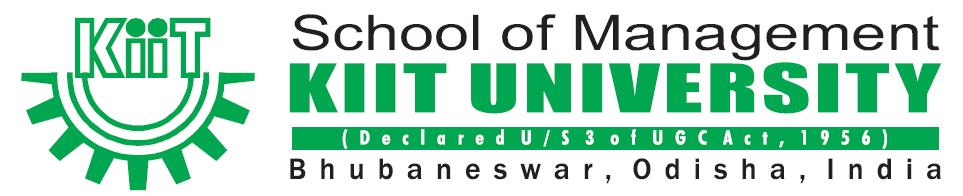 KiiT
School of Management
KIIT UNIVERSITY
(Declared U/S 3 of UGC Act, 1956)
Bhubaneswar, Odisha, India